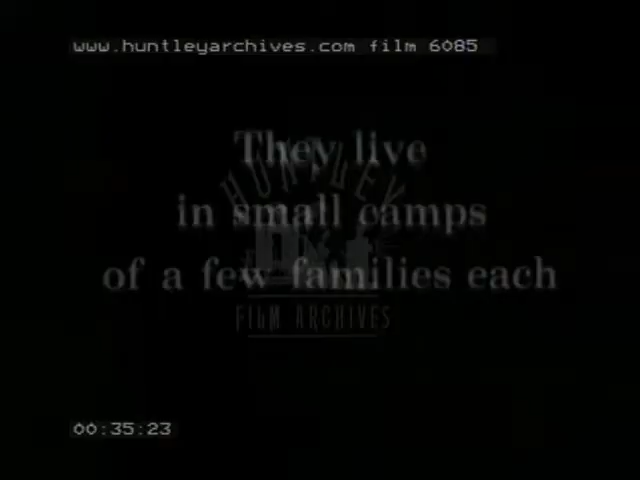 www.huntleyarchives.com film 6085
They live
in small camps
of a few families each
HUNTLEY
FILM ARCHIVES
00:35:23